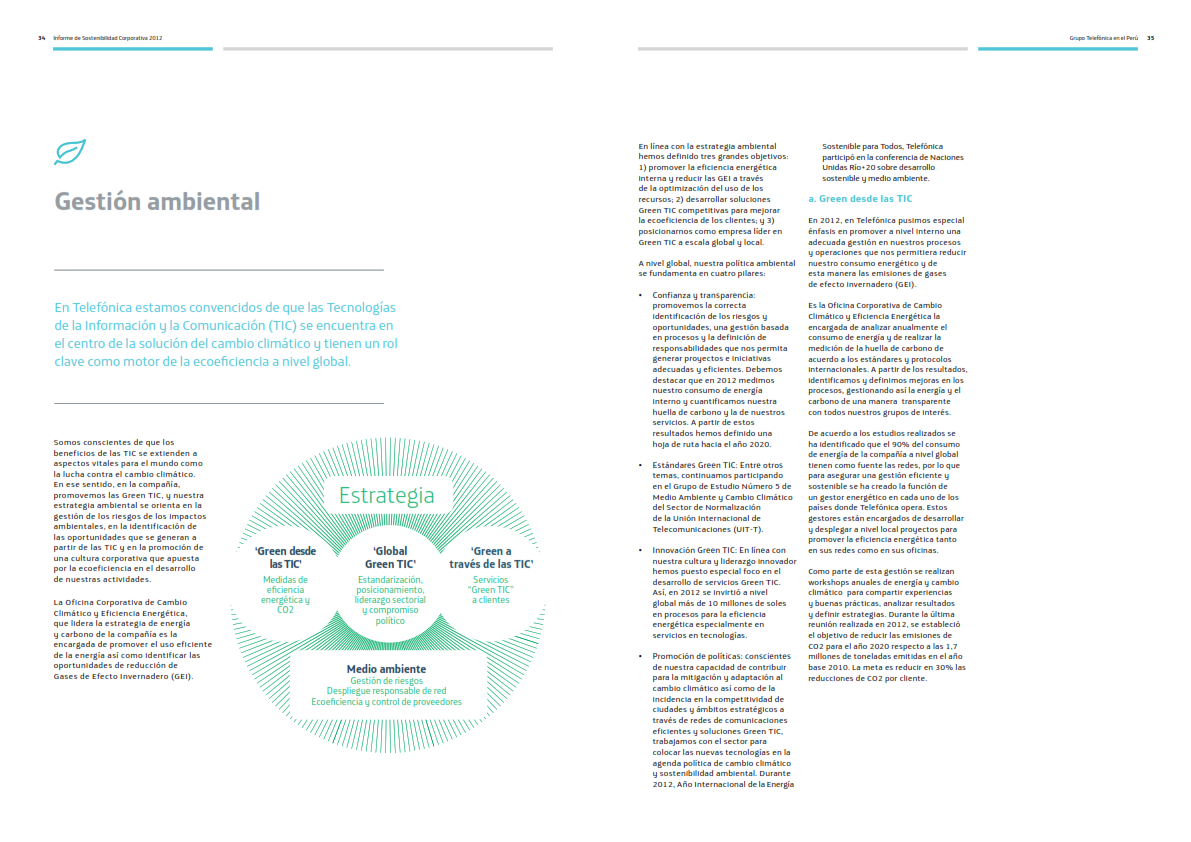 34 Informe de Sostenibilidad Corporativa 2012
Gestión ambiental
En Telefónica estamos convencidos de que las Tecnologías
de la Información y la Comunicación (TIC) se encuentra en
el centro de la solución del cambio climático y tienen un rol
clave como motor de la ecoeficiencia a nivel global.
Somos conscientes de que los
beneficios de las TIC se extienden a
aspectos vitales para el mundo como
la lucha contra el cambio climático.
En ese sentido, en la compañía,
promovemos las Green TIC, y nuestra
estrategia ambiental se orienta en la
gestión de los riesgos de los impactos
ambientales, en la identificación de
las oportunidades que se generan a
partir de las TIC y en la promoción de
una cultura corporativa que apuesta
por la ecoeficiencia en el desarrollo
de nuestras actividades.
La Oficina Corporativa de Cambio
Climático y Eficiencia Energética,
que lidera la estrategia de energía
y carbono de la compañía es la
encargada de promover el uso eficiente
de la energía así como identificar las
oportunidades de reducción de
Gases de Efecto Invernadero (GEI).
Estrategia
‘Green desde
las TIC’
Medidas de
eficiencia
energética y
CO2
‘Global
Green TIC’
Estandarización,
posicionamiento,
liderazgo sectorial
y compromiso
político
‘Green a
través de las TIC’
Servicios
“Green TIC”
a clientes
Medio ambiente
Gestión de riesgos
Despliegue responsable de red
Ecoeficiencia y control de proveedores
Grupo Telefónica en el Perú 35
En línea con la estrategia ambiental
hemos definido tres grandes objetivos:
1) promover la eficiencia energética
interna y reducir las GEI a través
de la optimización del uso de los
recursos; 2) desarrollar soluciones
Green TIC competitivas para mejorar
la ecoeficiencia de los clientes; y 3)
posicionarnos como empresa líder en
Green TIC a escala global y local.
A nivel global, nuestra política ambiental
se fundamenta en cuatro pilares:
• Confianza y transparencia:
promovemos la correcta
identificación de los riesgos y
oportunidades, una gestión basada
en procesos y la definición de
responsabilidades que nos permita
generar proyectos e iniciativas
adecuadas y eficientes. Debemos
destacar que en 2012 medimos
nuestro consumo de energía
interno y cuantificamos nuestra
huella de carbono y la de nuestros
servicios. A partir de estos
resultados hemos definido una
hoja de ruta hacia el año 2020.
• Estándares Green TIC: Entre otros
temas, continuamos participando
en el Grupo de Estudio Número 5 de
Medio Ambiente y Cambio Climático
del Sector de Normalización
de la Unión Internacional de
Telecomunicaciones (UIT-T).
• Innovación Green TIC: En línea con
nuestra cultura y liderazgo innovador
hemos puesto especial foco en el
desarrollo de servicios Green TIC.
Así, en 2012 se invirtió a nivel
global más de 10 millones de soles
en procesos para la eficiencia
energética especialmente en
servicios en tecnologías.
• Promoción de políticas: conscientes
de nuestra capacidad de contribuir
para la mitigación y adaptación al
cambio climático así como de la
incidencia en la competitividad de
ciudades y ámbitos estratégicos a
través de redes de comunicaciones
eficientes y soluciones Green TIC,
trabajamos con el sector para
colocar las nuevas tecnologías en la
agenda política de cambio climático
y sostenibilidad ambiental. Durante
2012, Año Internacional de la Energía
Sostenible para Todos, Telefónica
participó en la conferencia de Naciones
Unidas Río+20 sobre desarrollo
sostenible y medio ambiente.
a. Green desde las TIC
En 2012, en Telefónica pusimos especial
énfasis en promover a nivel interno una
adecuada gestión en nuestros procesos
y operaciones que nos permitiera reducir
nuestro consumo energético y de
esta manera las emisiones de gases
de efecto invernadero (GEI).
Es la Oficina Corporativa de Cambio
Climático y Eficiencia Energética la
encargada de analizar anualmente el
consumo de energía y de realizar la
medición de la huella de carbono de
acuerdo a los estándares y protocolos
internacionales. A partir de los resultados,
identificamos y definimos mejoras en los
procesos, gestionando así la energía y el
carbono de una manera transparente
con todos nuestros grupos de interés.
De acuerdo a los estudios realizados se
ha identificado que el 90% del consumo
de energía de la compañía a nivel global
tienen como fuente las redes, por lo que
para asegurar una gestión eficiente y
sostenible se ha creado la función de
un gestor energético en cada uno de los
países donde Telefónica opera. Estos
gestores están encargados de desarrollar
y desplegar a nivel local proyectos para
promover la eficiencia energética tanto
en sus redes como en sus oficinas.
Como parte de esta gestión se realizan
workshops anuales de energía y cambio
climático para compartir experiencias
y buenas prácticas, analizar resultados
y definir estrategias. Durante la última
reunión realizada en 2012, se estableció
el objetivo de reducir las emisiones de
CO2 para el año 2020 respecto a las 1,7
millones de toneladas emitidas en el año
base 2010. La meta es reducir en 30% las
reducciones de CO2 por cliente.